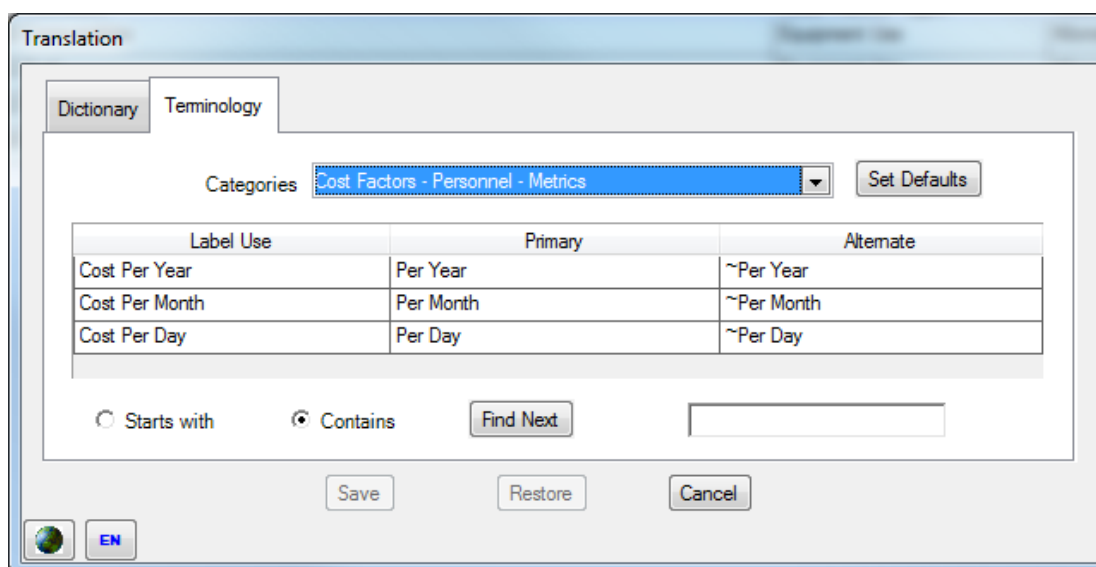 Translation
Dictionary Terminology
Categories Cost Factors - Personnel - Metrics Set Defaults
Label Use Primary Alternate
Cost Per Year Per Year ~Per Year
Cost Per Month Per Month ~Per Month
Cost Per Day Per Day ~Per Day
Starts with Contains Find Next
Save Restore Cancel
EN